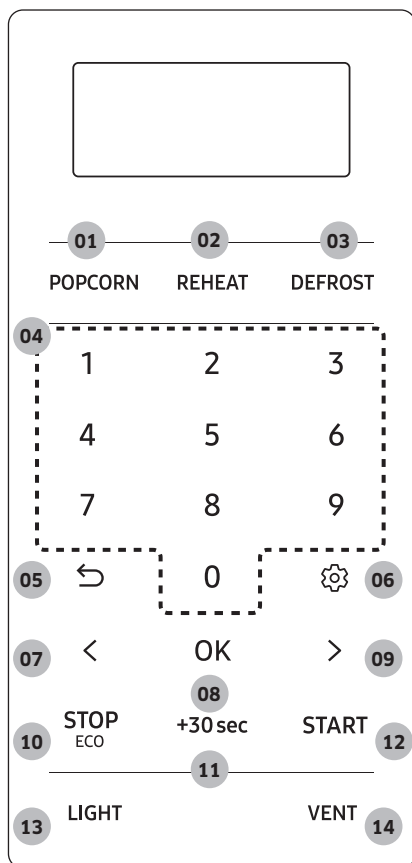 01 02 03
POPCORN REHEAT DEFROST
04
1 2 3
4 5 6
7 8 9
05 0 06
07 < OK > 09
08
STOP +30 sec START
10 ECO 12
11
LIGHT VENT
13 14